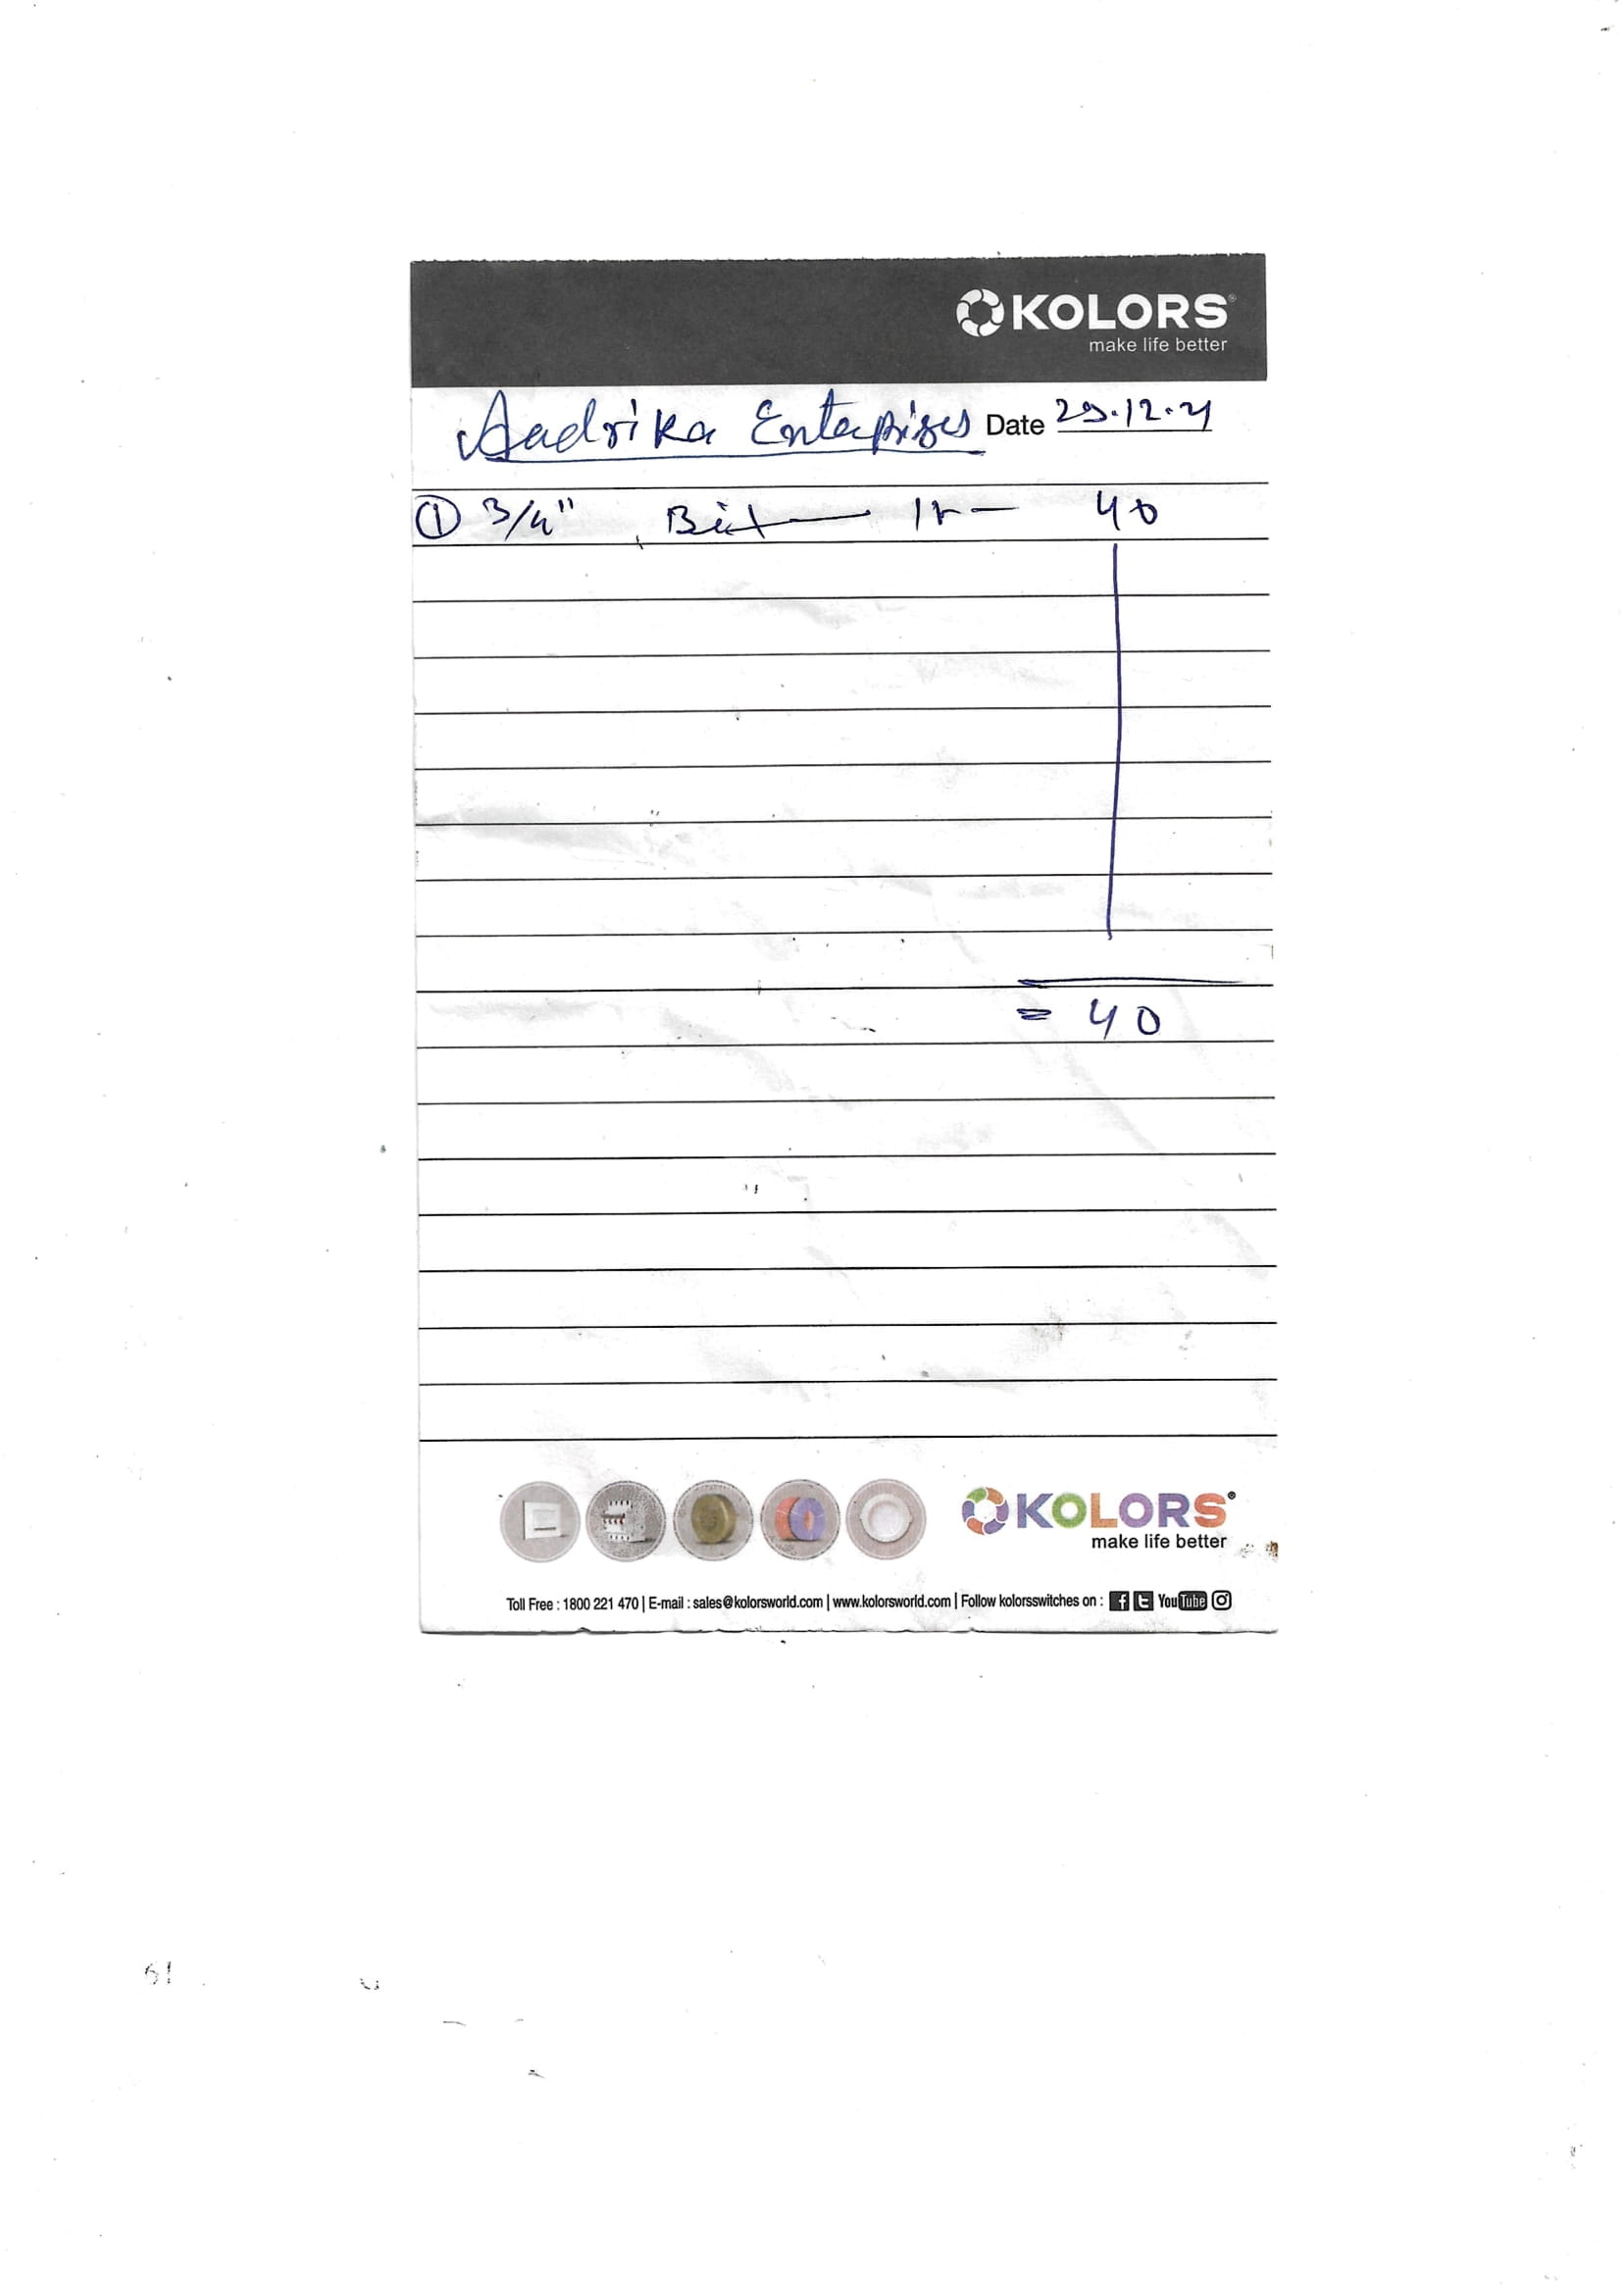 KOLORS
make life better
Aadrika Enterprises Date 29.12.21
① 3/4" Bit 40
= 40
KOLORS
make life better
Toll Free : 1800 221 470 | E-mail : sales@kolorsworld.com | www.kolorsworld.com | Follow kolorsswitches on : YouTube